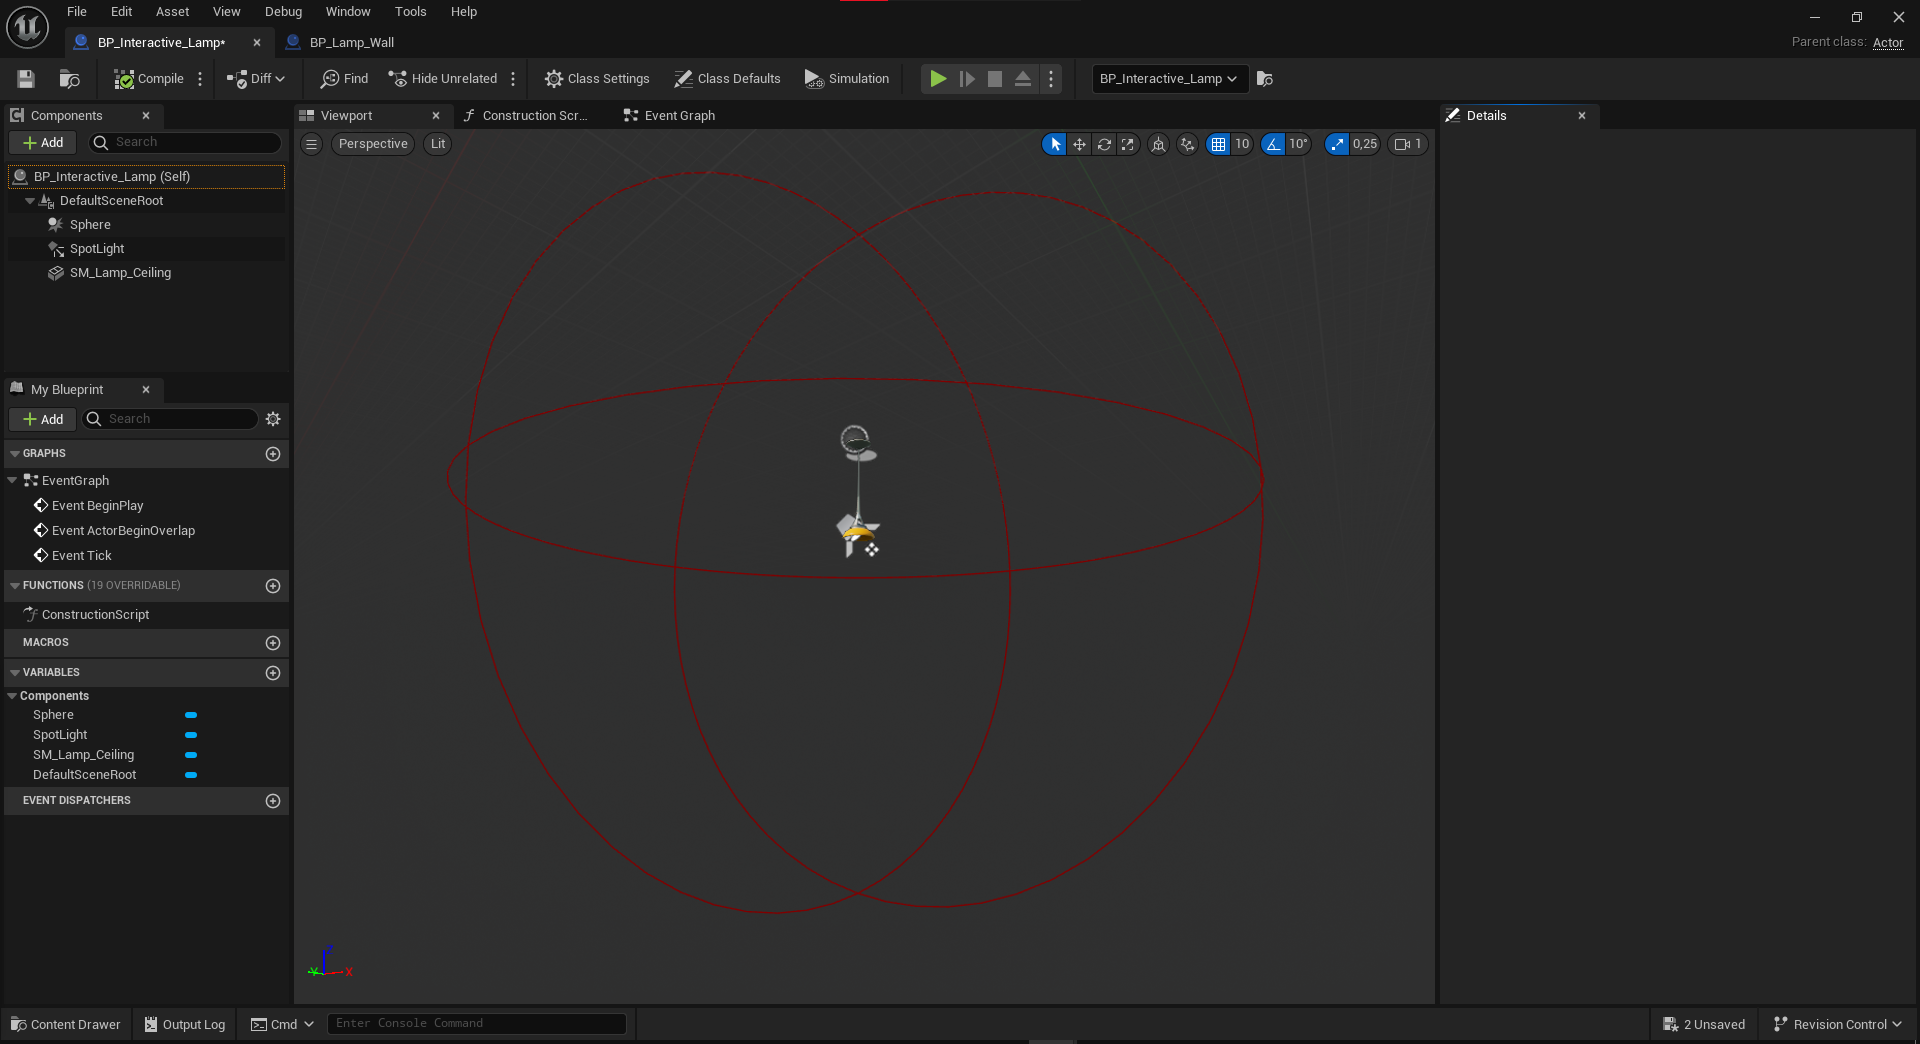 File Edit Asset View Debug Window Tools Help
BP_Interactive_Lamp* BP_Lamp_Wall
Parent class: Actor
Compile Diff Find Hide Unrelated Class Settings Class Defaults Simulation BP_Interactive_Lamp
Components
Add Search
BP_Interactive_Lamp (Self)
DefaultSceneRoot
Sphere
SpotLight
SM_Lamp_Ceiling
My Blueprint
Add Search
GRAPHS
EventGraph
Event BeginPlay
Event ActorBeginOverlap
Event Tick
FUNCTIONS (19 OVERRIDABLE)
ConstructionScript
MACROS
VARIABLES
Components
Sphere
SpotLight
SM_Lamp_Ceiling
DefaultSceneRoot
EVENT DISPATCHERS
Viewport Construction Scr... Event Graph
Perspective Lit 10 10° 0,25 1
Z
Y X
Details
Content Drawer Output Log Cmd Enter Console Command 2 Unsaved Revision Control